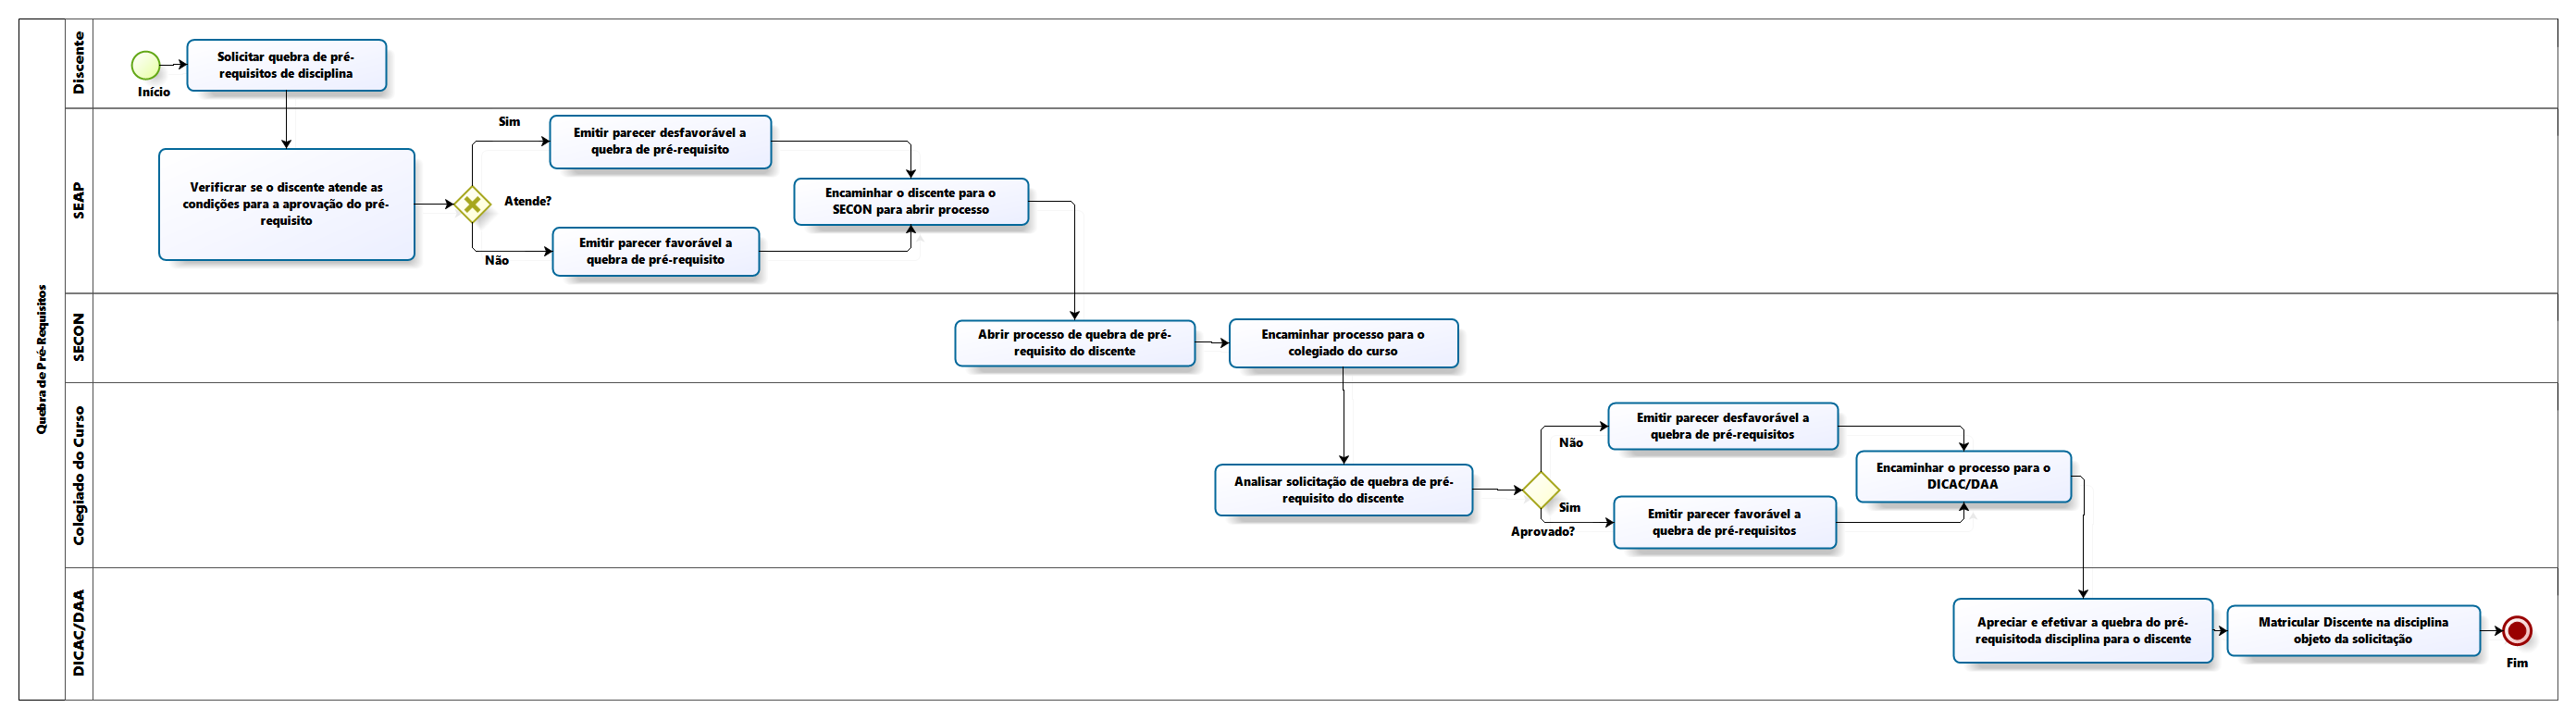 Quebra de Pré-Requisitos
Discente
Início
Solicitar quebra de pré-
requisitos de disciplina
SEAP
Verificrar se o discente atende as
condições para a aprovação do pré-
requisito
Atende?
Sim
Emitir parecer desfavorável a
quebra de pré-requisito
Não
Emitir parecer favorável a
quebra de pré-requisito
Encaminhar o discente para o
SECON para abrir processo
SECON
Abrir processo de quebra de pré-
requisito do discente
Encaminhar processo para o
colegiado do curso
Colegiado do Curso
Analisar solicitação de quebra de pré-
requisito do discente
Não
Emitir parecer desfavorável a
quebra de pré-requisitos
Sim
Aprovado?
Emitir parecer favorável a
quebra de pré-requisitos
Encaminhar o processo para o
DICAC/DAA
DICAC/DAA
Apreciar e efetivar a quebra do pré-
requisitoda disciplina para o discente
Matricular Discente na disciplina
objeto da solicitação
Fim